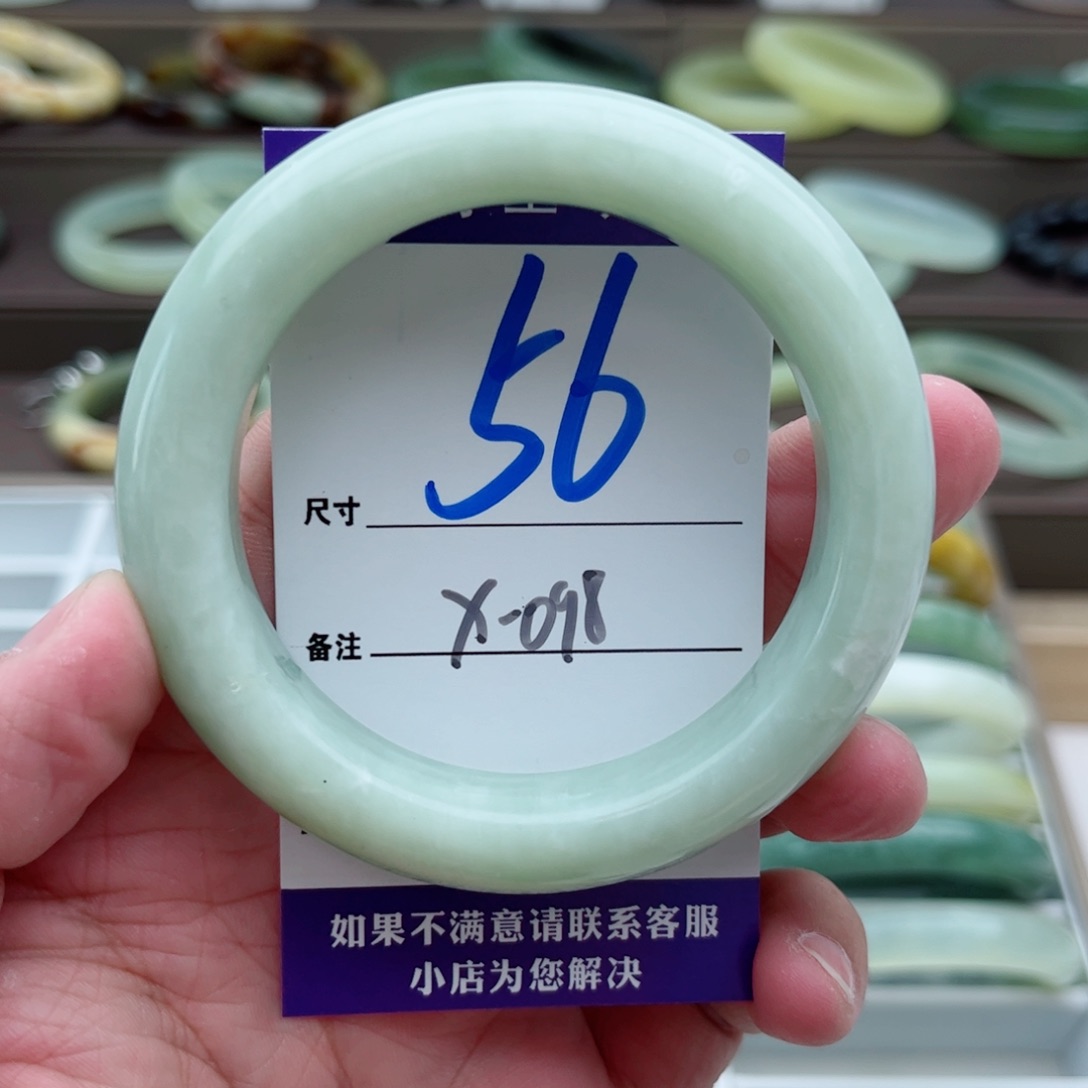 56
尺寸
X-098
备注
如果不满意请联系客服
小店为您解决